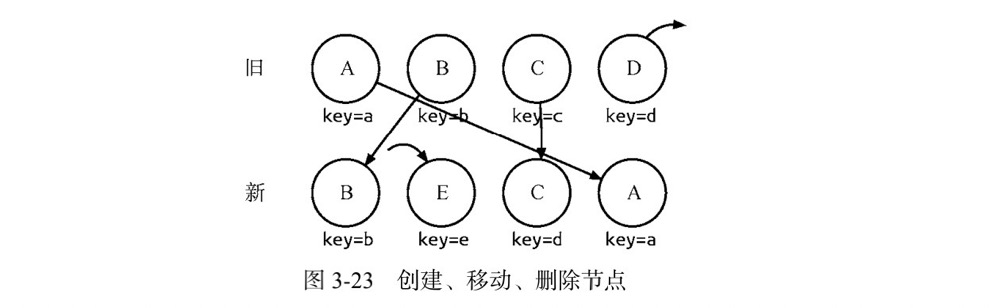 旧 A B C D
key=a key=b key=c key=d
新 B E C A
key=b key=e key=d key=a
图 3-23 创建、移动、删除节点